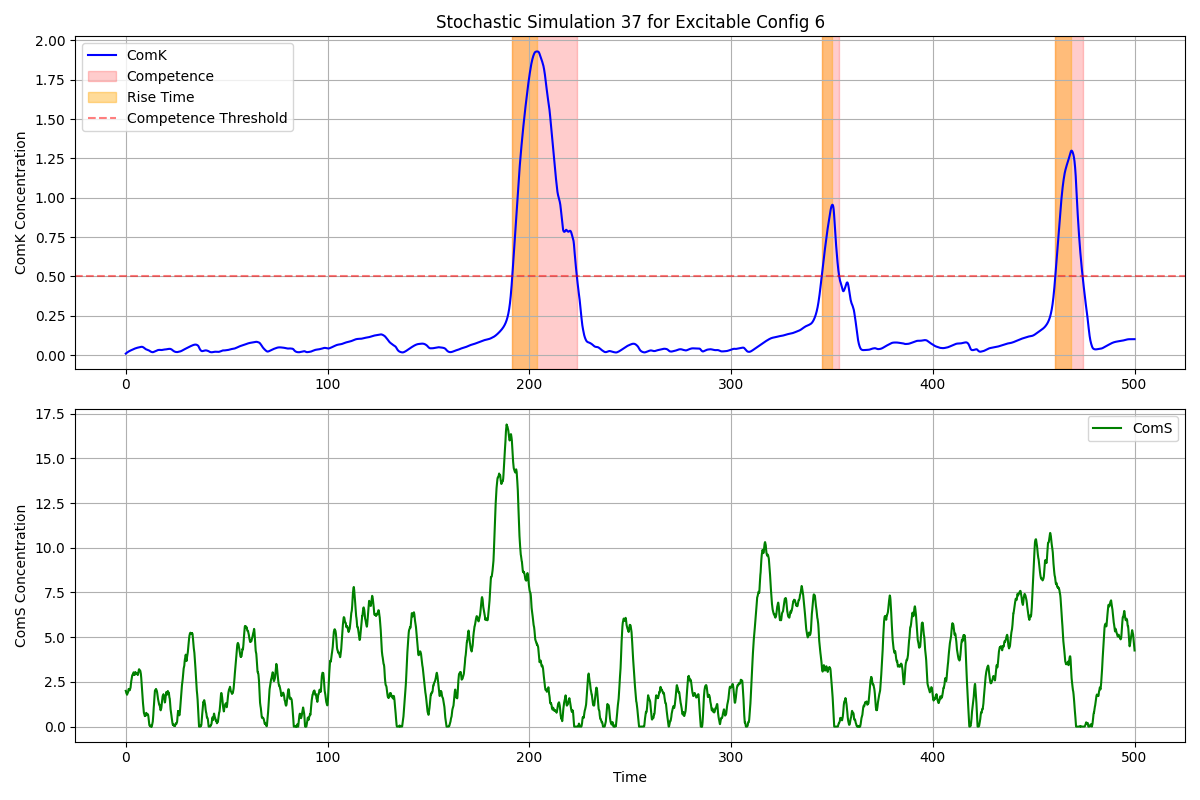 Stochastic Simulation 37 for Excitable Config 6
ComK Concentration
2.00
1.75
1.50
1.25
1.00
0.75
0.50
0.25
0.00
ComK
Competence
Rise Time
Competence Threshold
0 100 200 300 400 500
ComS Concentration
17.5
15.0
12.5
10.0
7.5
5.0
2.5
0.0
ComS
0 100 200 300 400 500
Time